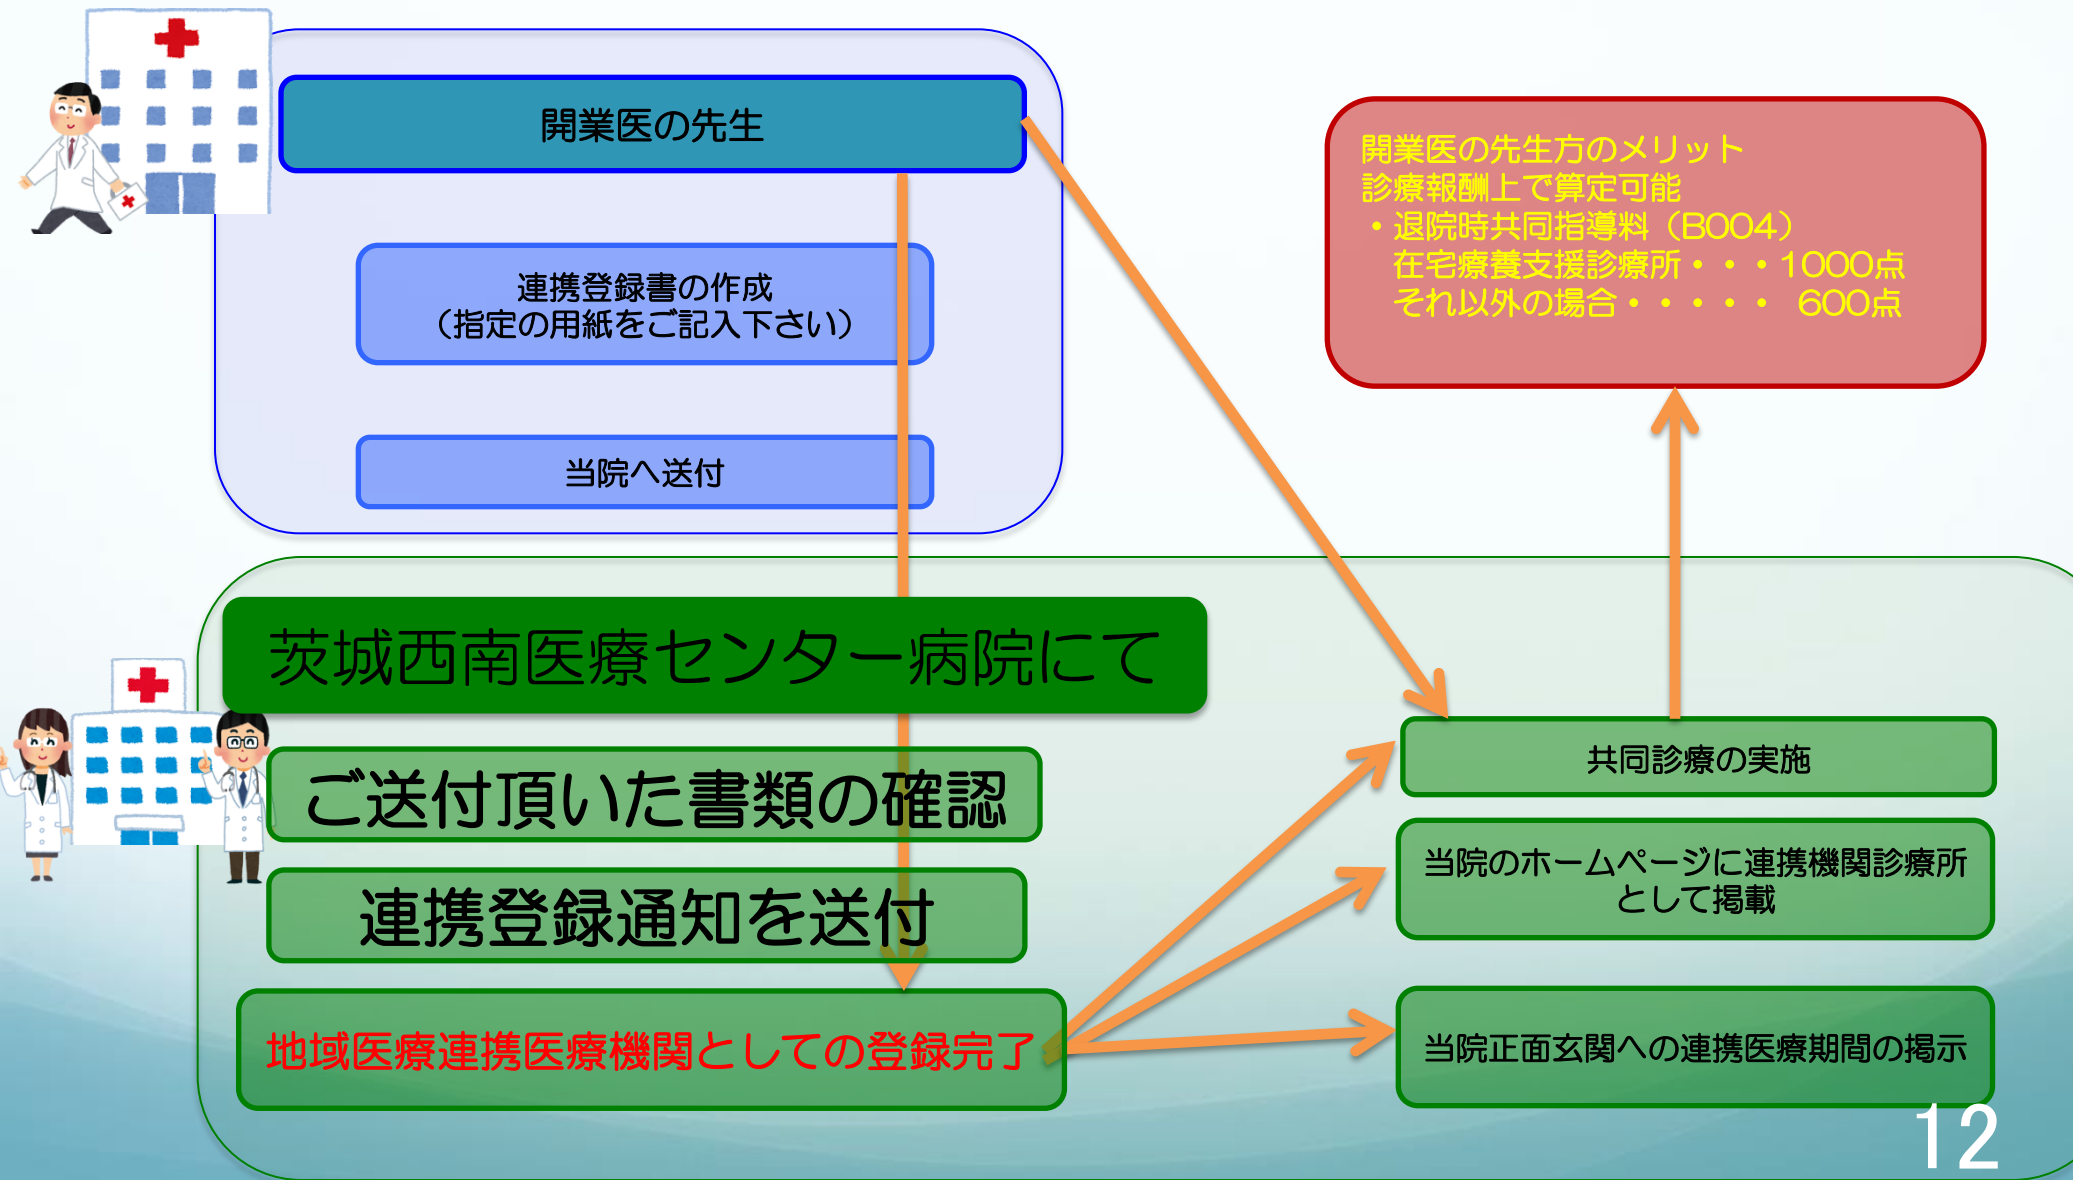 開業医の先生
連携登録書の作成
（指定の用紙をご記入下さい）
当院へ送付
開業医の先生方のメリット
診療報酬上で算定可能
・退院時共同指導料（B004）
在宅療養支援診療所・・・1000点
それ以外の場合・・・・・ 600点
茨城西南医療センター病院にて
ご送付頂いた書類の確認
連携登録通知を送付
地域医療連携医療機関としての登録完了
共同診療の実施
当院のホームページに連携機関診療所
として掲載
当院正面玄関への連携医療期間の掲示
12